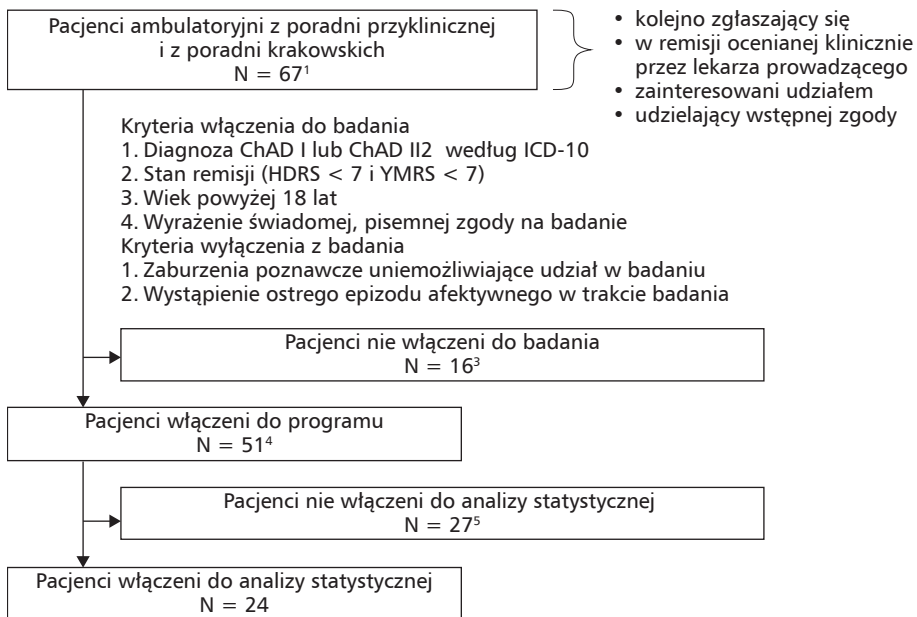 Pacjenci ambulatoryjni z poradni przyklinicznej
i z poradni krakowskich
N = 67¹
• kolejno zgłaszający się
• w remisji ocenianej klinicznie
przez lekarza prowadzącego
• zainteresowani udziałem
• udzielający wstępnej zgody
Kryteria włączenia do badania
1. Diagnoza ChAD I lub ChAD II2 według ICD-10
2. Stan remisji (HDRS < 7 i YMRS < 7)
3. Wiek powyżej 18 lat
4. Wyrażenie świadomej, pisemnej zgody na badanie
Kryteria wyłączenia z badania
1. Zaburzenia poznawcze uniemożliwiające udział w badaniu
2. Wystąpienie ostrego epizodu afektywnego w trakcie badania
Pacjenci nie włączeni do badania
N = 16³
Pacjenci włączeni do programu
N = 51⁴
Pacjenci nie włączeni do analizy statystycznej
N = 27⁵
Pacjenci włączeni do analizy statystycznej
N = 24